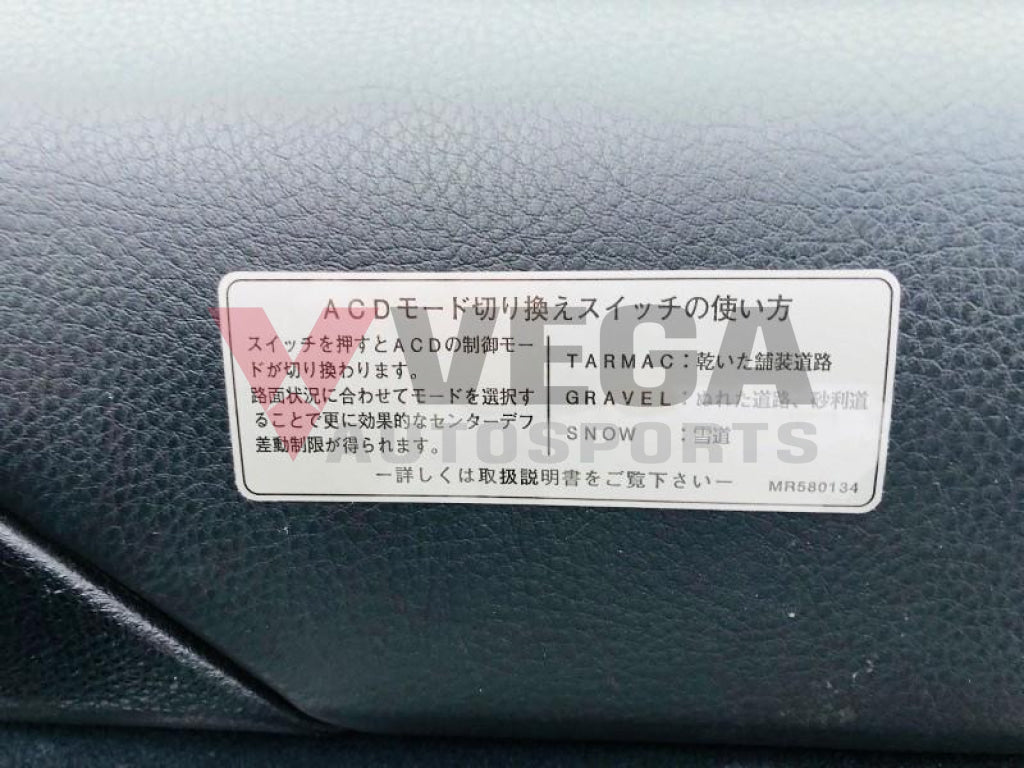 ACDモード切り換えスイッチの使い方
スイッチを押すとACDの制御モー
ドが切り換わります。
路面状況に合わせてモードを選択す
ることで更に効果的なセンターデフ
差動制限が得られます。
TARMAC：乾いた舗装道路
GRAVEL：ぬれた道路、砂利道
SNOW　：雪道
ー詳しくは取扱説明書をご覧下さいー
MR580134
VEGA
AUTOSPORTS